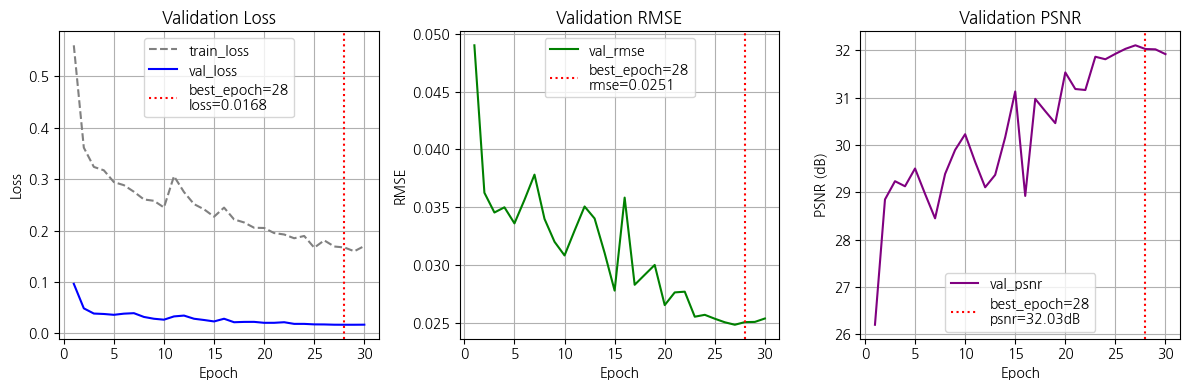 Validation Loss
train_loss
val_loss
best_epoch=28
loss=0.0168
Loss
0.5
0.4
0.3
0.2
0.1
0.0
0 5 10 15 20 25 30
Epoch
Validation RMSE
val_rmse
best_epoch=28
rmse=0.0251
RMSE
0.050
0.045
0.040
0.035
0.030
0.025
0 5 10 15 20 25 30
Epoch
Validation PSNR
val_psnr
best_epoch=28
psnr=32.03dB
PSNR (dB)
32
31
30
29
28
27
26
0 5 10 15 20 25 30
Epoch